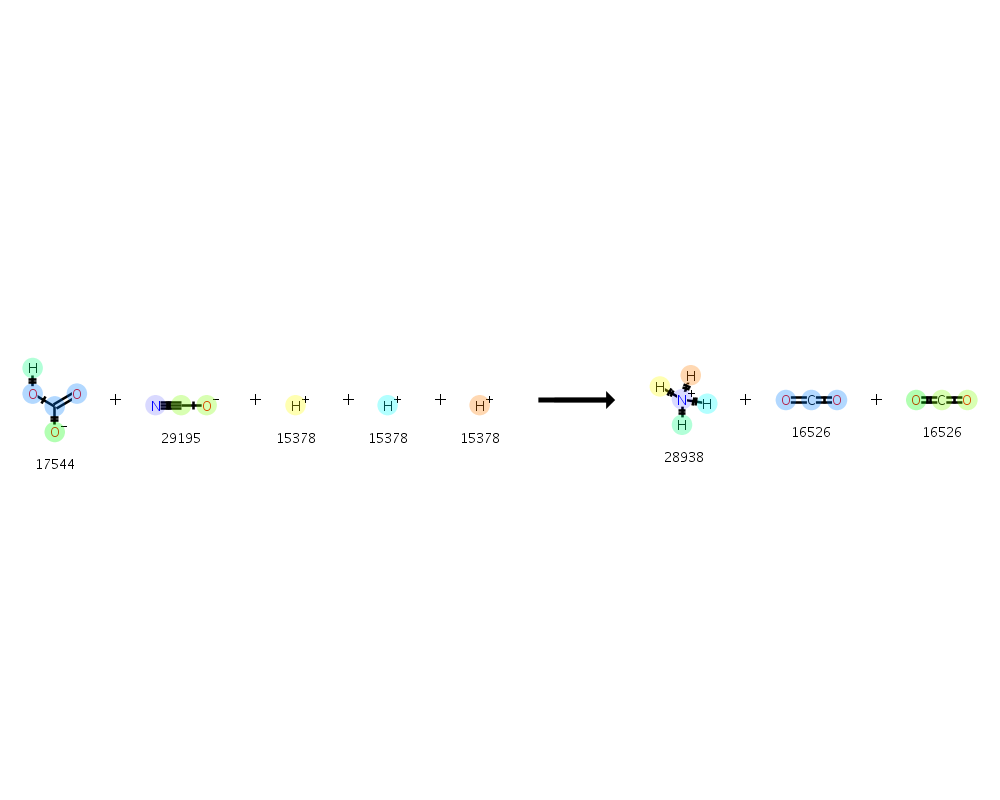 H
O O
O−
17544
+
N C O−
29195
+
H+
15378
+
H+
15378
+
H+
15378
H H
N+ H
H
28938
+
O C O
16526
+
O C O
16526